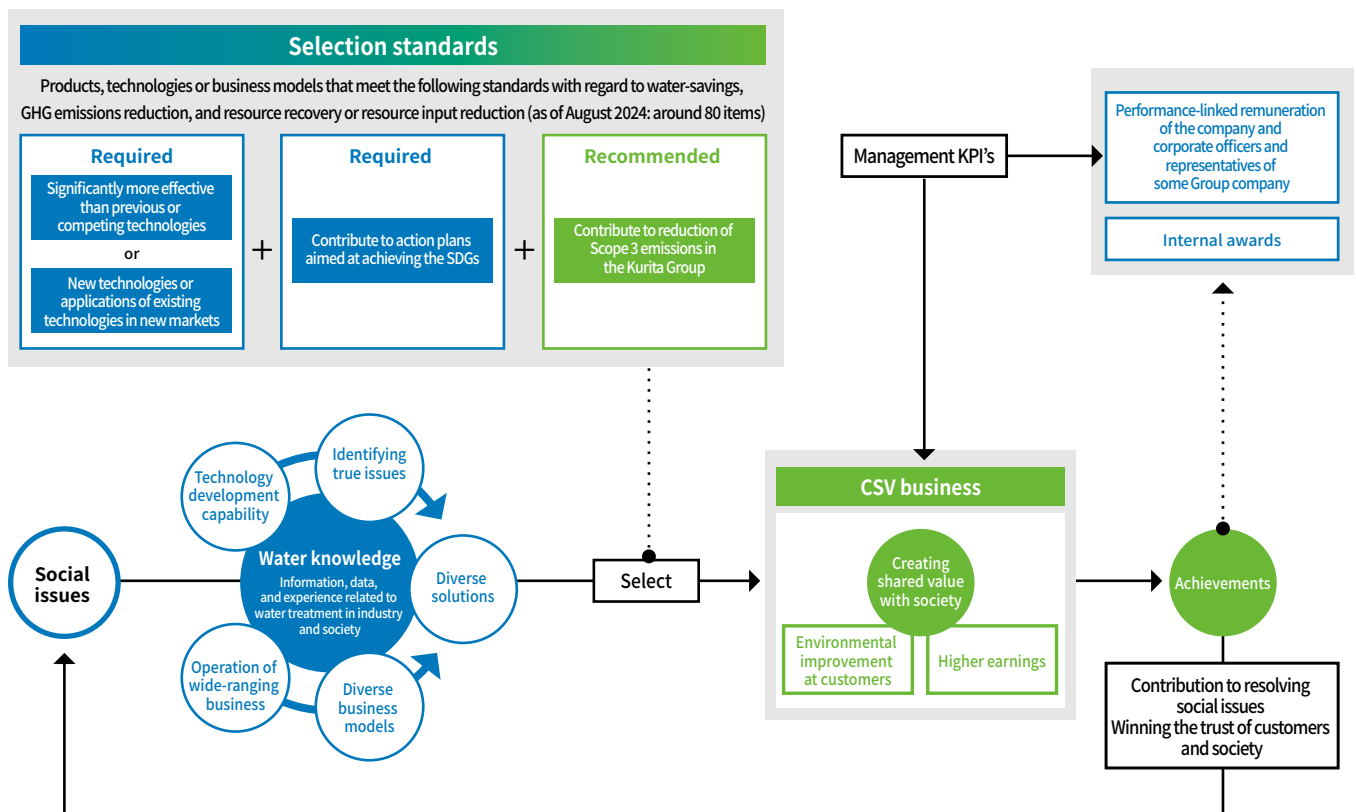 Selection standards
Products, technologies or business models that meet the following standards with regard to water-savings,
GHG emissions reduction, and resource recovery or resource input reduction (as of August 2024: around 80 items)
Required
Significantly more effective
than previous or
competing technologies
or
New technologies or
applications of existing
technologies in new markets
+
Required
Contribute to action plans
aimed at achieving the SDGs
+
Recommended
Contribute to reduction of
Scope 3 emissions in
the Kurita Group
Management KPI's
Performance-linked remuneration
of the company and
corporate officers and
representatives of
some Group company
Internal awards
Social
issues
Technology
development
capability
Identifying
true issues
Water knowledge
Information, data,
and experience related to
water treatment in industry
and society
Operation of
wide-ranging
business
Diverse
business
models
Diverse
solutions
Select
CSV business
Creating
shared value
with society
Environmental
improvement
at customers
Higher earnings
Achievements
Contribution to resolving
social issues
Winning the trust of customers
and society